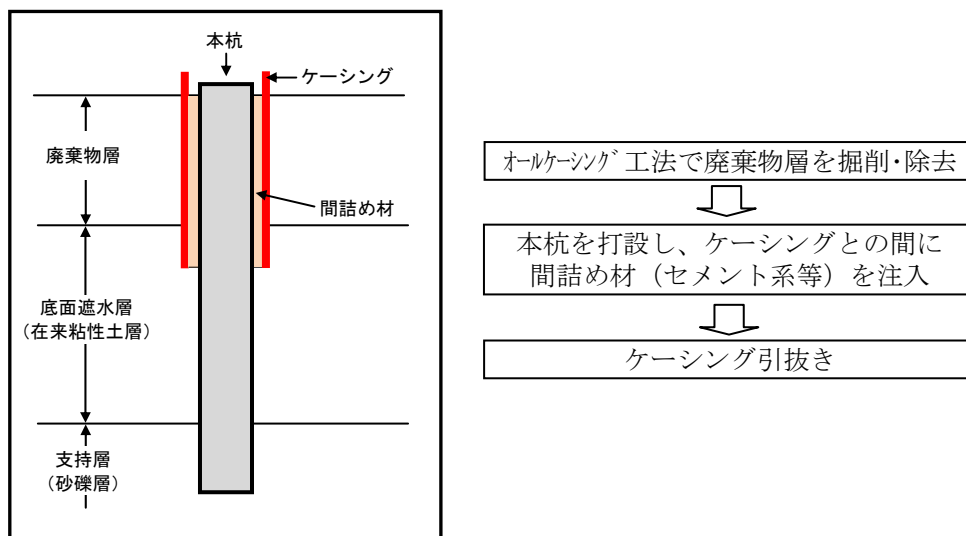 本杭
ケーシング
廃棄物層
間詰め材
底面遮水層
（在来粘性土層）
支持層
（砂礫層）
ｵｰﾙｹｰｼﾝｸﾞ工法で廃棄物層を掘削・除去
本杭を打設し、ケーシングとの間に
間詰め材（セメント系等）を注入
ケーシング引抜き